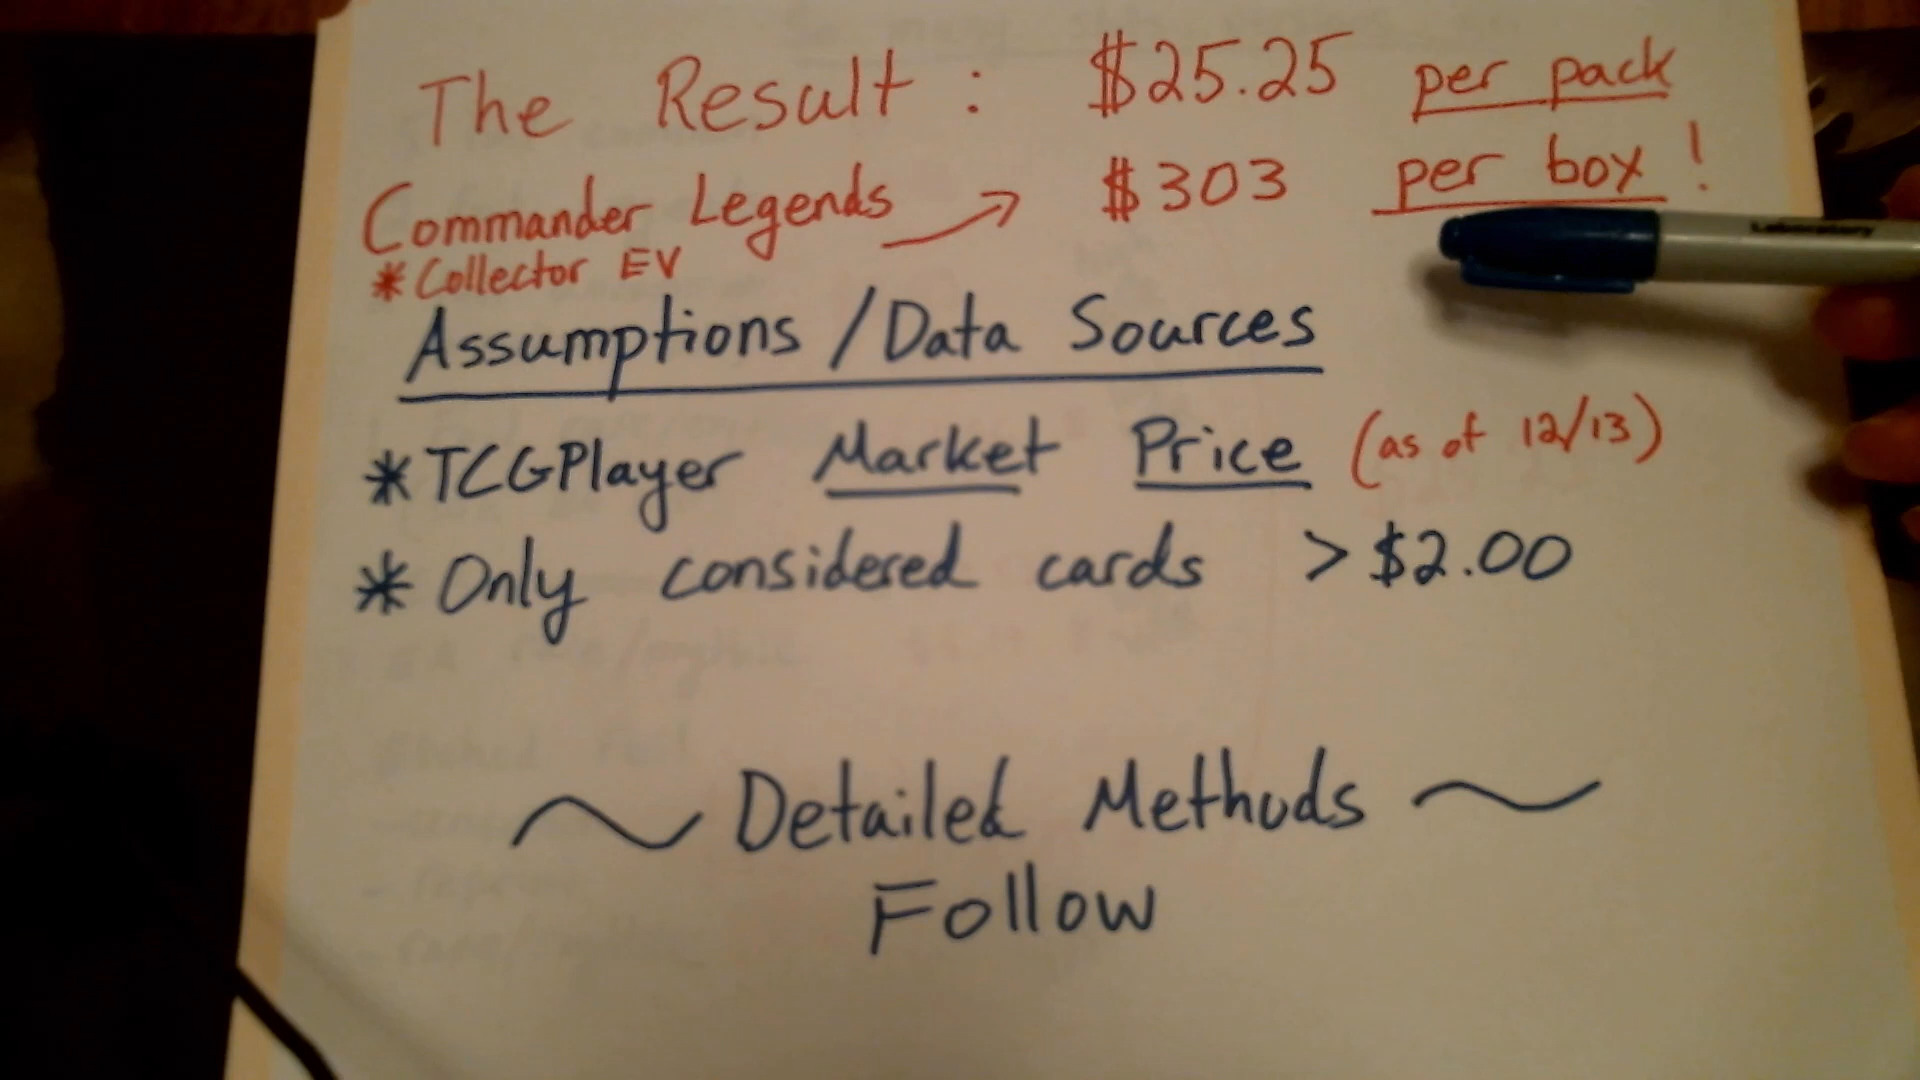 The Result : $25.25 per pack
Commander Legends → $303 per box !
* Collector EV
Assumptions / Data Sources
* TCGPlayer Market Price (as of 12/13)
* Only considered cards > $2.00
~ Detailed Methods ~
Follow
Laboratory